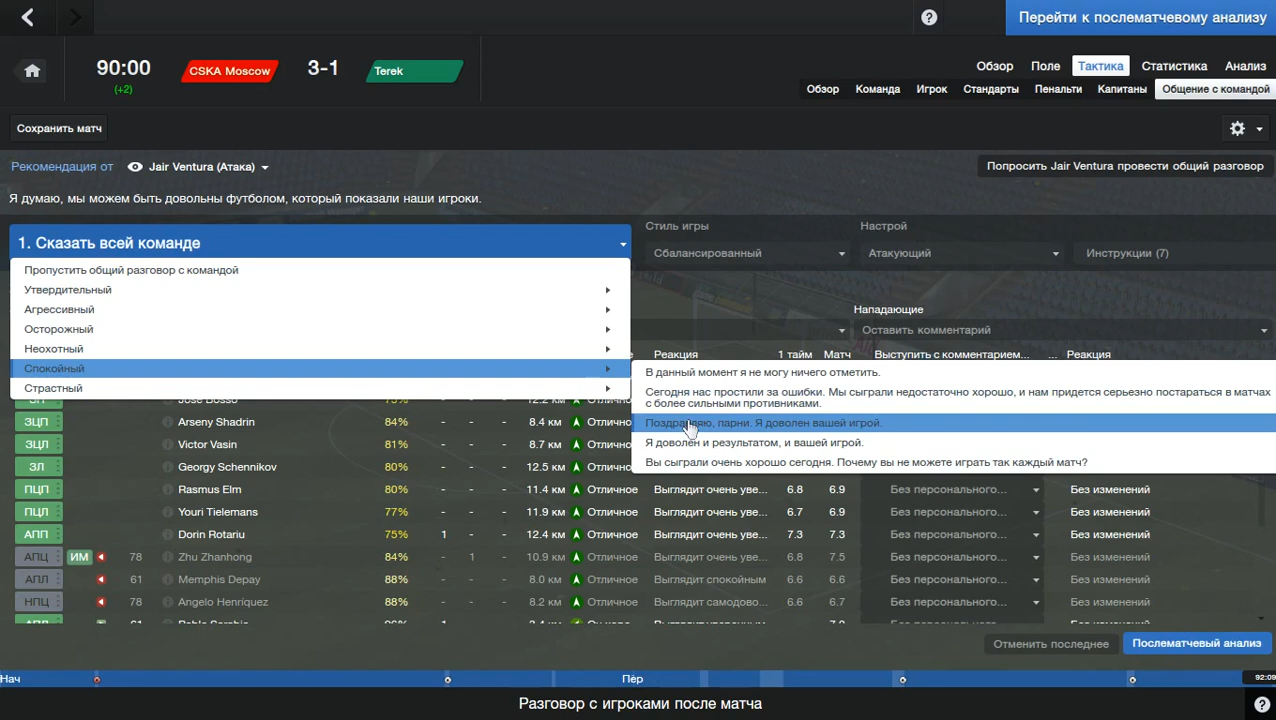 Перейти к послематчевому анализу
90:00
(+2)
CSKA Moscow
3-1
Terek
Обзор Поле Тактика Статистика Анализ
Обзор Команда Игрок Стандарты Пенальти Капитаны Общение с командой
Сохранить матч
Рекомендация от Jair Ventura (Атака)
Попросить Jair Ventura провести общий разговор
Я думаю, мы можем быть довольны футболом, который показали наши игроки.
1. Сказать всей команде
Стиль игры Настрой
Сбалансированный Атакующий Инструкции (7)
Пропустить общий разговор с командой
Утвердительный
Агрессивный
Осторожный
Неохотный
Спокойный
Страстный
Нападающие
Оставить комментарий
Реакция 1 тайм Матч Выступить с комментарием... ... Реакция
В данный момент я не могу ничего отметить.
Сегодня нас простили за ошибки. Мы сыграли недостаточно хорошо, и нам придется серьезно постараться в матчах
с более сильными противниками.
Поздравляю, парни. Я доволен вашей игрой.
Я доволен и результатом, и вашей игрой.
Вы сыграли очень хорошо сегодня. Почему вы не можете играть так каждый матч?
ЗЦП Arseny Shadrin 84% - - - 8.4 км Отлично
ЗЦЛ Victor Vasin 81% - - - 8.7 км Отлично
ЗЛ Georgy Schennikov 80% - - - 12.5 км Отлично
ПЦП Rasmus Elm 80% - - - 11.4 км Отличное Выглядит очень уве... 6.8 6.9 Без персонального... Без изменений
ПЦЛ Youri Tielemans 77% - - - 11.9 км Отличное Выглядит очень уве... 6.7 6.9 Без персонального... Без изменений
АПП Dorin Rotariu 75% 1 - - 12.4 км Отличное Выглядит очень уве... 7.3 7.3 Без персонального... Без изменений
АПЦ ИМ 78 Zhu Zhanhong 84% - 1 - 10.9 км Отличное Выглядит очень уве... 6.8 7.5 Без персонального... Без изменений
АПЛ 61 Memphis Depay 88% - - - 8.0 км Отличное Выглядит спокойным 6.6 6.6 Без персонального... Без изменений
НПЦ 78 Angelo Henríquez 88% - - - 8.2 км Отличное Выглядит самодово... 6.6 6.7 Без персонального... Без изменений
Отменить последнее Послематчевый анализ
Нач Пер 92:09
Разговор с игроками после матча